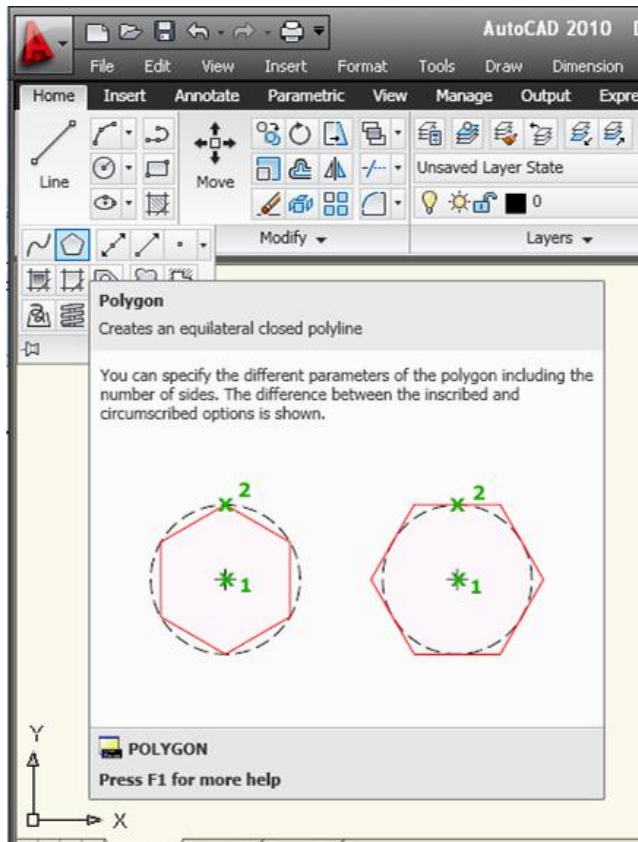 AutoCAD 2010
File Edit View Insert Format Tools Draw Dimension
Home Insert Annotate Parametric View Manage Output Expre
Line
Move
Unsaved Layer State
0
Modify
Layers
Polygon
Creates an equilateral closed polyline
You can specify the different parameters of the polygon including the
number of sides. The difference between the inscribed and
circumscribed options is shown.
2 2
1 1
POLYGON
Press F1 for more help
Y
X